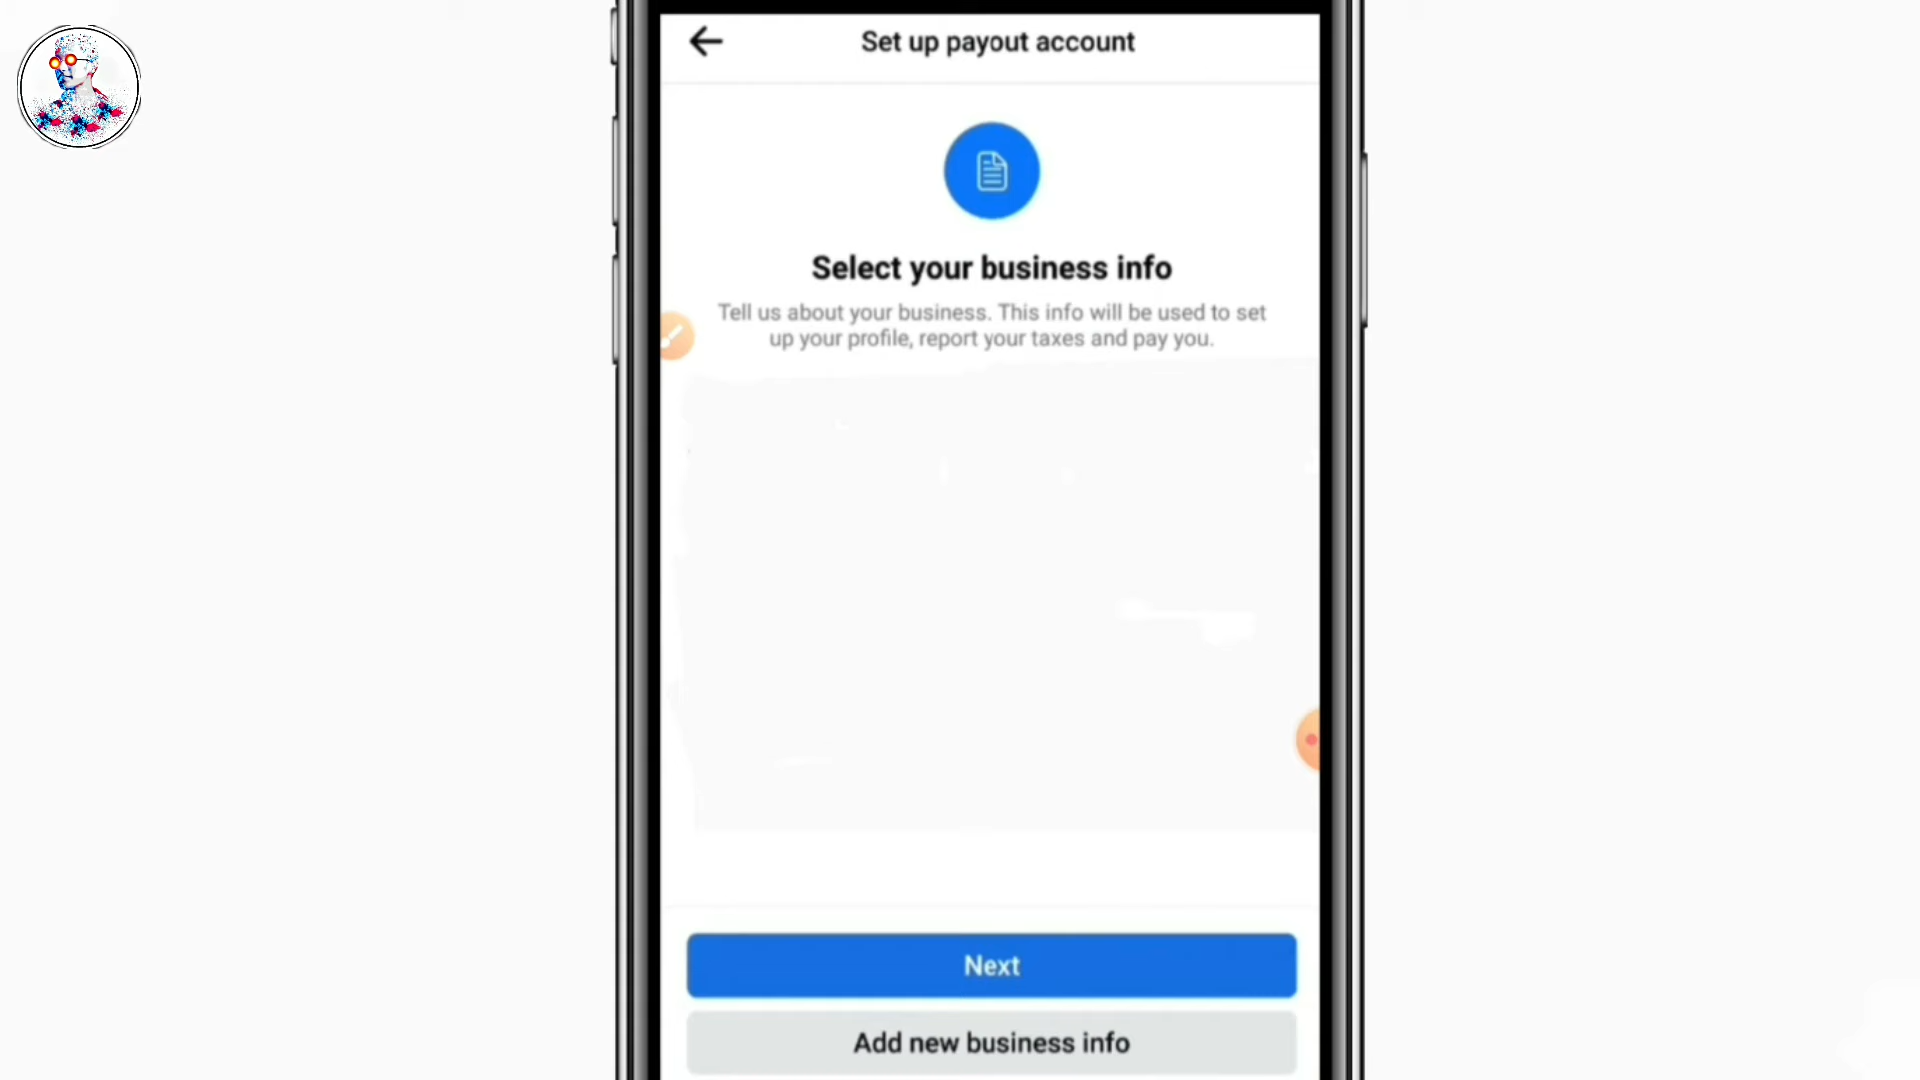 Set up payout account
Select your business info
Tell us about your business. This info will be used to set
up your profile, report your taxes and pay you.
Next
Add new business info